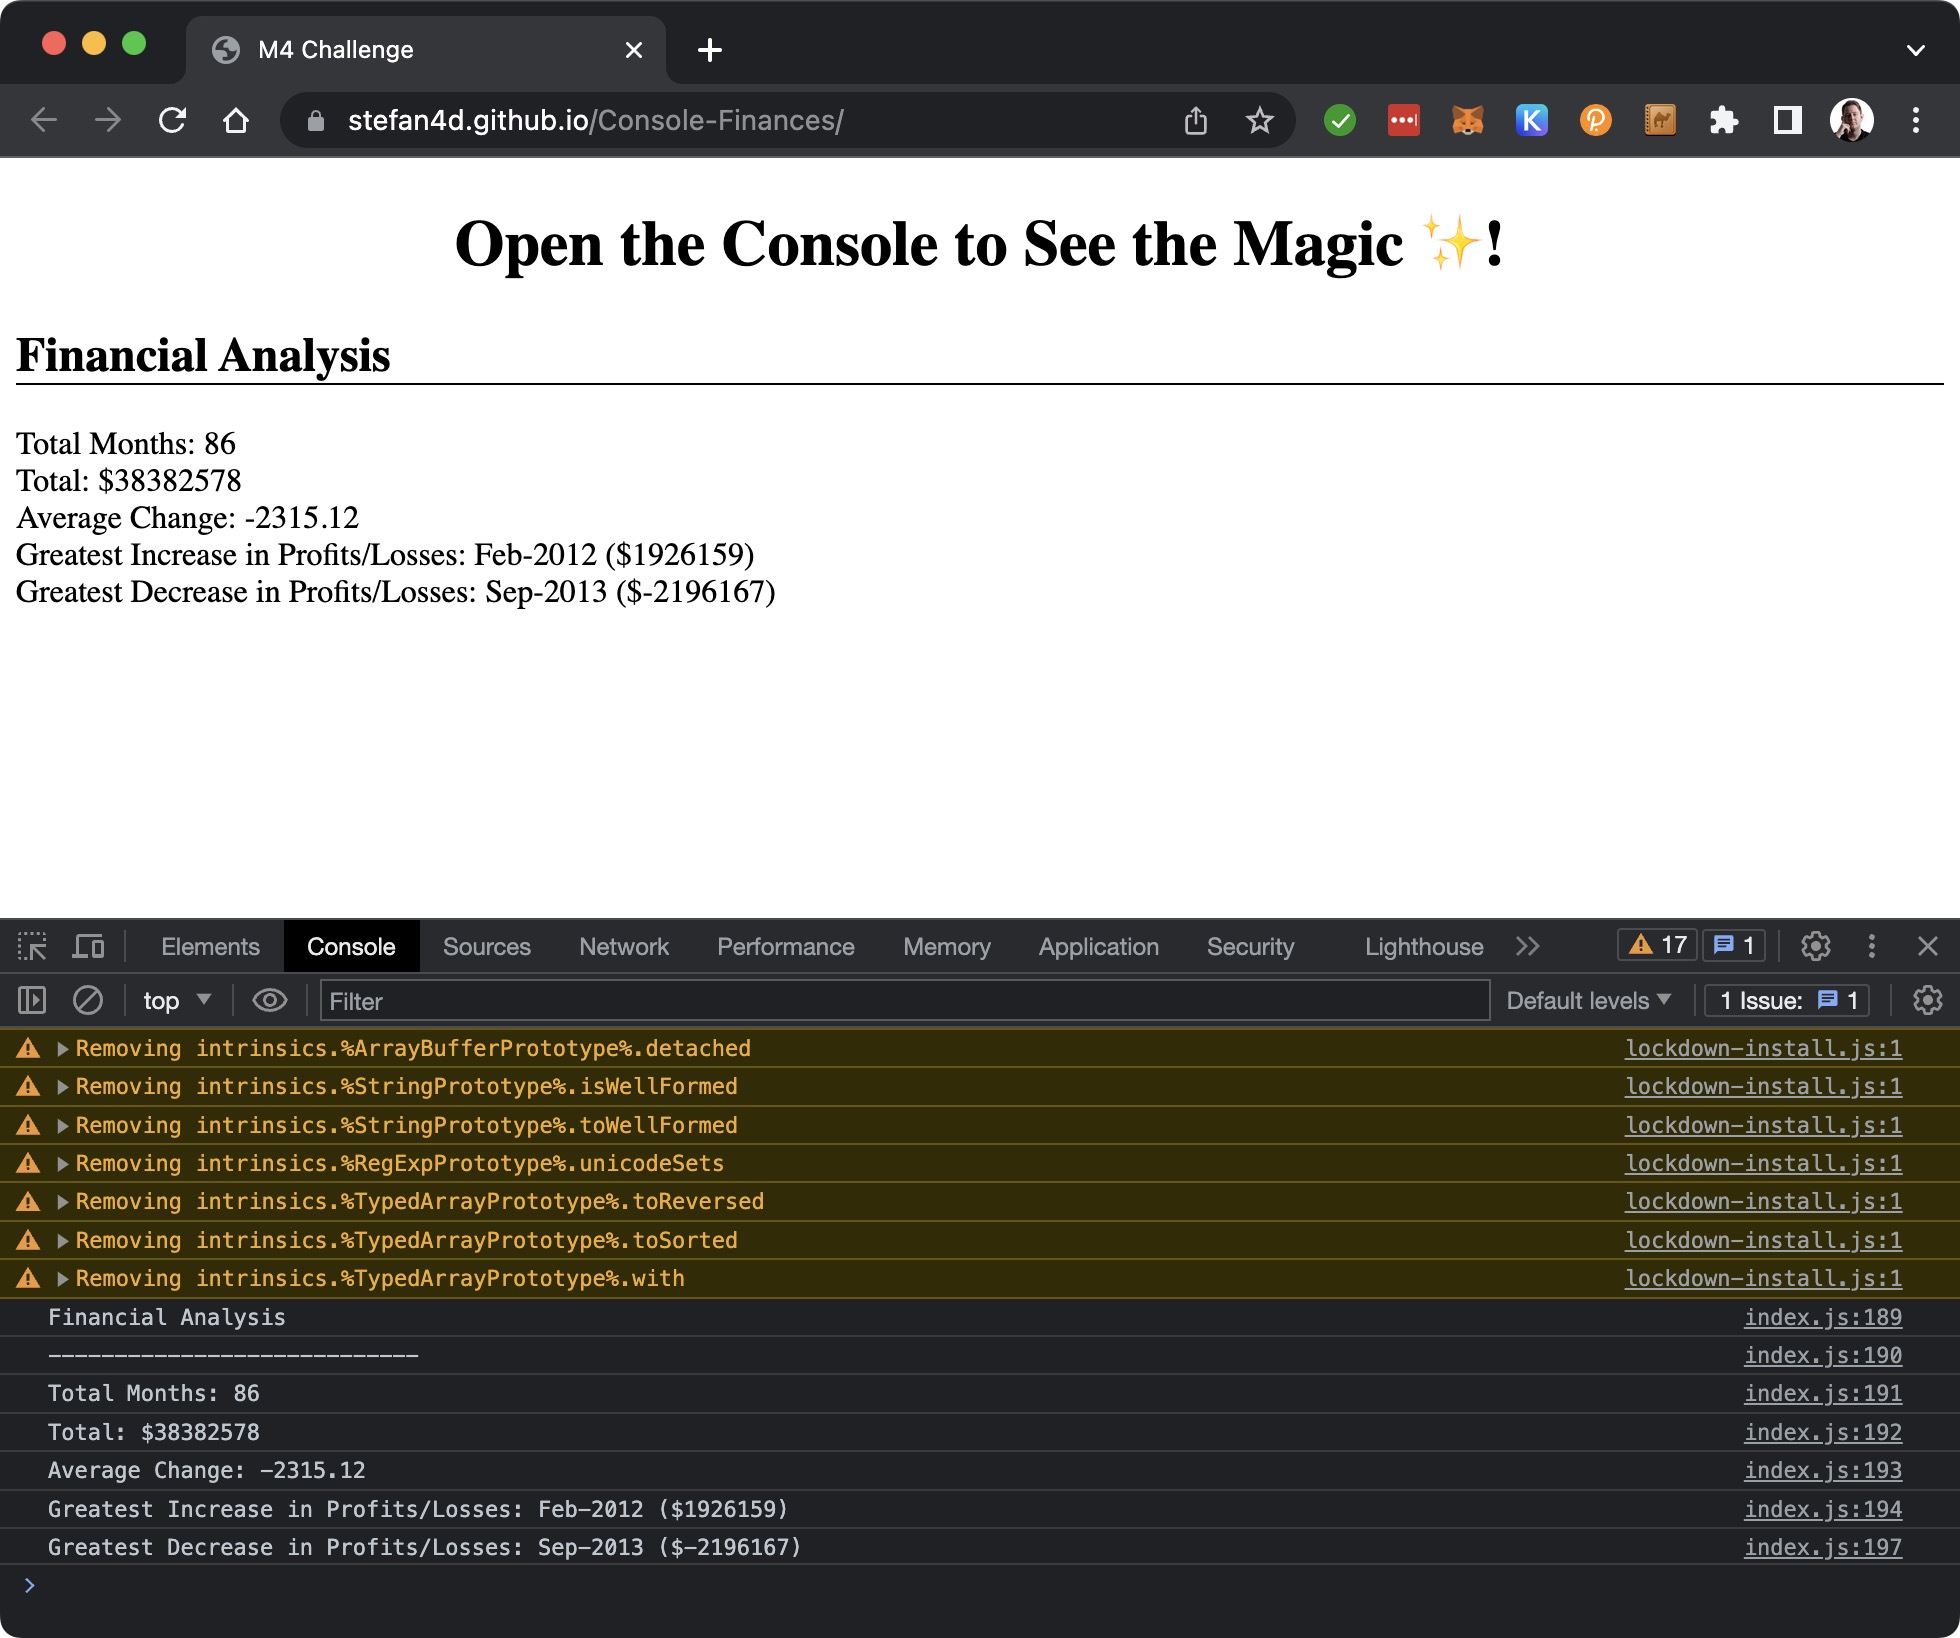 M4 Challenge
stefan4d.github.io/Console-Finances/
Open the Console to See the Magic ✨!
Financial Analysis
Total Months: 86
Total: $38382578
Average Change: -2315.12
Greatest Increase in Profits/Losses: Feb-2012 ($1926159)
Greatest Decrease in Profits/Losses: Sep-2013 ($-2196167)
Elements Console Sources Network Performance Memory Application Security Lighthouse 17 1
top Filter Default levels 1 Issue: 1
Removing intrinsics.%ArrayBufferPrototype%.detached lockdown-install.js:1
Removing intrinsics.%StringPrototype%.isWellFormed lockdown-install.js:1
Removing intrinsics.%StringPrototype%.toWellFormed lockdown-install.js:1
Removing intrinsics.%RegExpPrototype%.unicodeSets lockdown-install.js:1
Removing intrinsics.%TypedArrayPrototype%.toReversed lockdown-install.js:1
Removing intrinsics.%TypedArrayPrototype%.toSorted lockdown-install.js:1
Removing intrinsics.%TypedArrayPrototype%.with lockdown-install.js:1
Financial Analysis index.js:189
---------------------------- index.js:190
Total Months: 86 index.js:191
Total: $38382578 index.js:192
Average Change: -2315.12 index.js:193
Greatest Increase in Profits/Losses: Feb-2012 ($1926159) index.js:194
Greatest Decrease in Profits/Losses: Sep-2013 ($-2196167) index.js:197